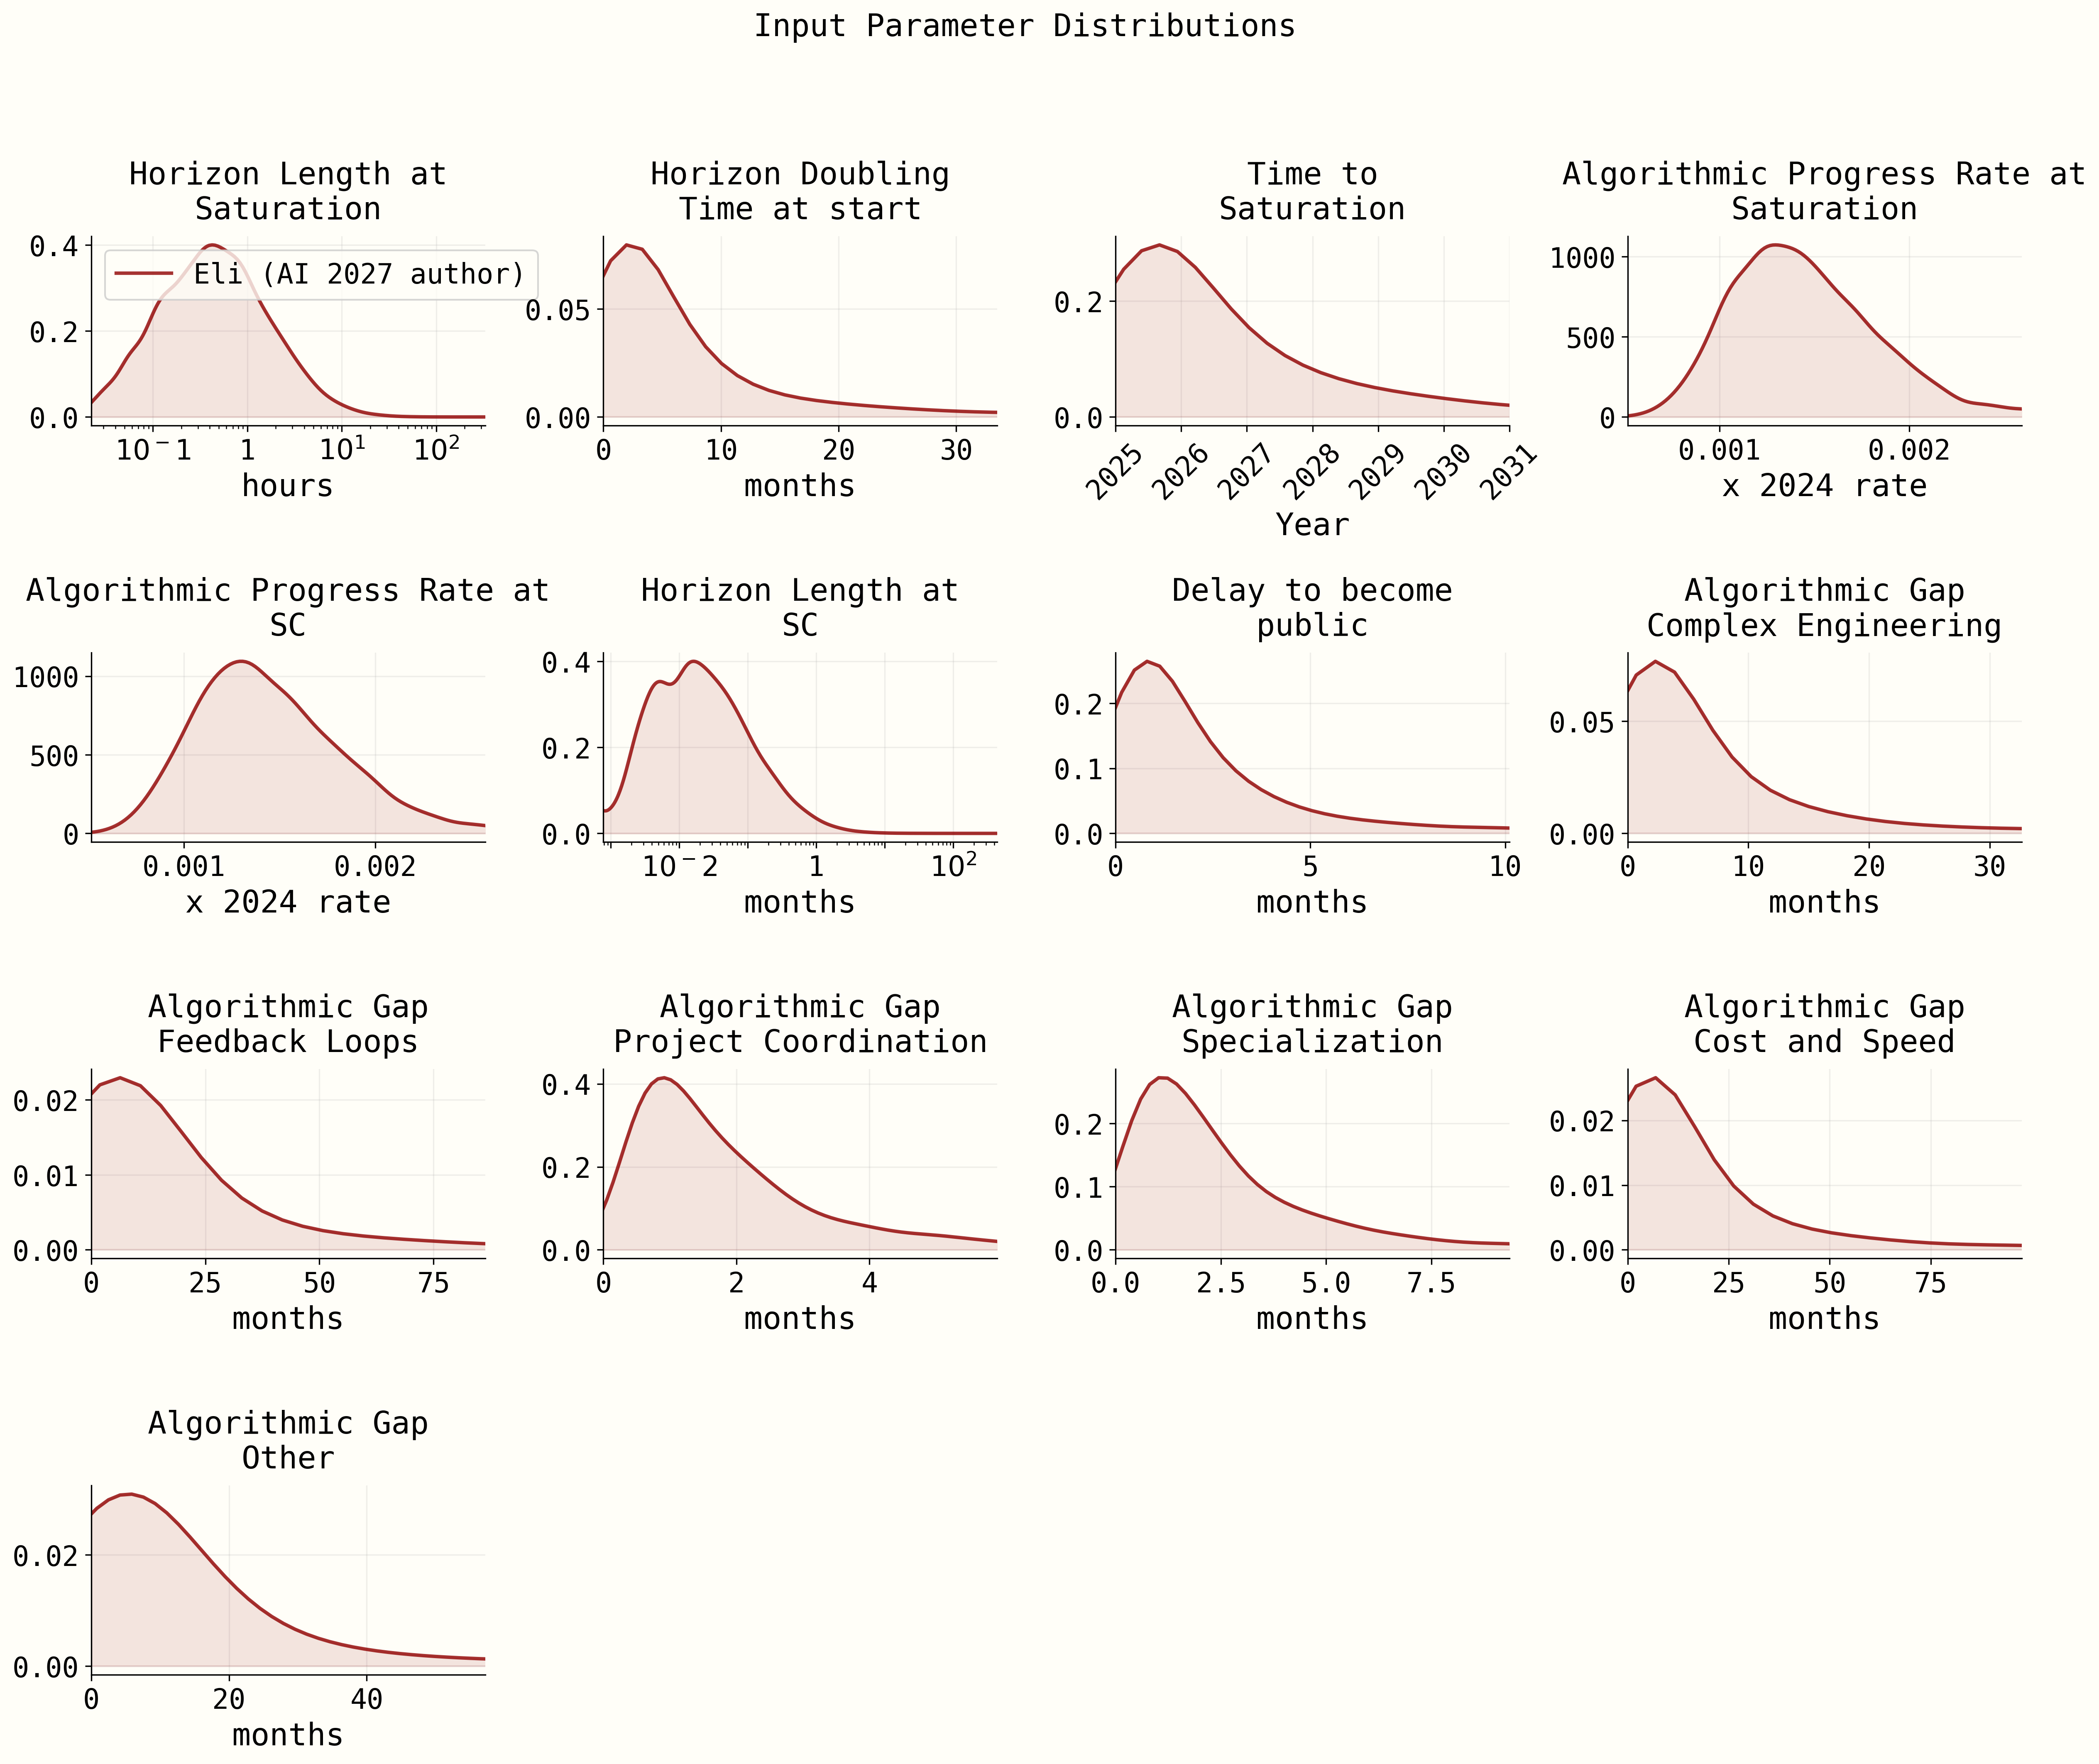 Input Parameter Distributions
Horizon Length at
Saturation
0.4
0.2
0.0
Eli (AI 2027 author)
10⁻1 1 10¹ 10²
hours
Horizon Doubling
Time at start
0.05
0.00
0 10 20 30
months
Time to
Saturation
0.2
0.0
2025 2026 2027 2028 2029 2030 2031
Year
Algorithmic Progress Rate at
Saturation
1000
500
0
0.001 0.002
x 2024 rate
Algorithmic Progress Rate at
SC
1000
500
0
0.001 0.002
x 2024 rate
Horizon Length at
SC
0.4
0.2
0.0
10⁻2 1 10²
months
Delay to become
public
0.2
0.1
0.0
0 5 10
months
Algorithmic Gap
Complex Engineering
0.05
0.00
0 10 20 30
months
Algorithmic Gap
Feedback Loops
0.02
0.01
0.00
0 25 50 75
months
Algorithmic Gap
Project Coordination
0.4
0.2
0.0
0 2 4
months
Algorithmic Gap
Specialization
0.2
0.1
0.0
0.0 2.5 5.0 7.5
months
Algorithmic Gap
Cost and Speed
0.02
0.01
0.00
0 25 50 75
months
Algorithmic Gap
Other
0.02
0.00
0 20 40
months